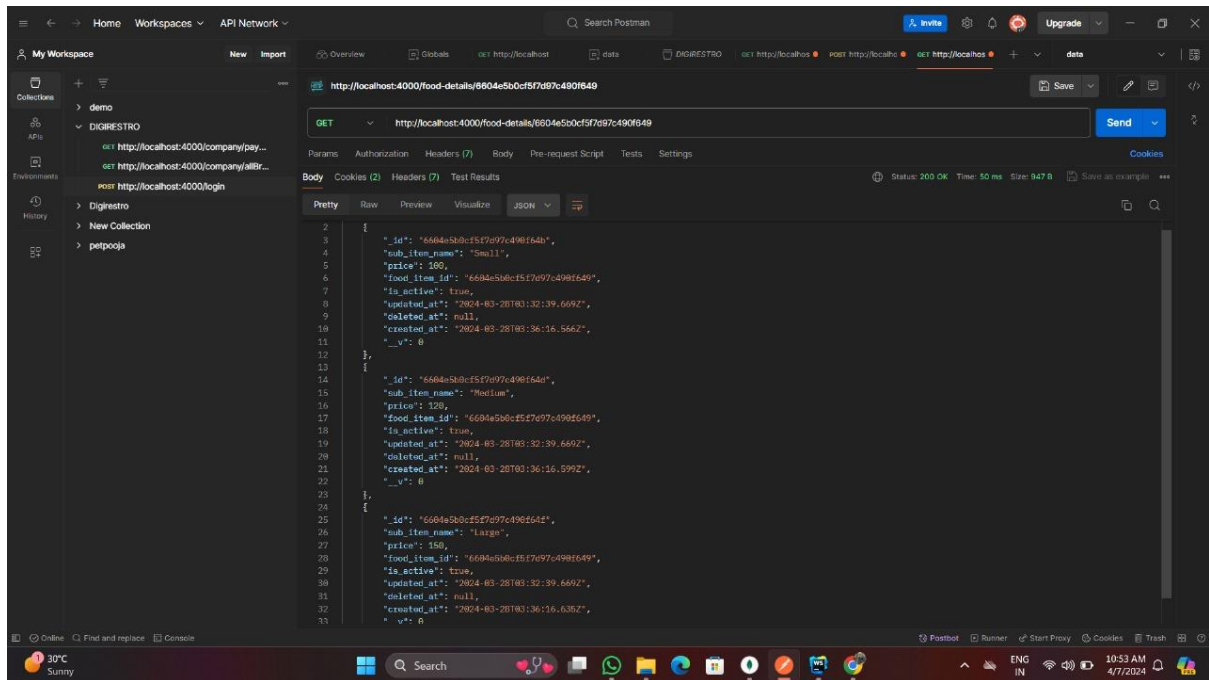 Home Workspaces API Network Search Postman Invite Upgrade
My Workspace New Import Overview Globals GET http://localhost data DIGIRESTRO GET http://localhos POST http://localho GET http://localhos data
Collections
APIs
Environments
History
demo
DIGIRESTRO
GET http://localhost:4000/company/pay...
GET http://localhost:4000/company/allBr...
POST http://localhost:4000/login
Digirestro
New Collection
petpooja
http://localhost:4000/food-details/6604e5b0cf5f7d97c490f649 Save
GET http://localhost:4000/food-details/6604e5b0cf5f7d97c490f649 Send
Params Authorization Headers (7) Body Pre-request Script Tests Settings Cookies
Body Cookies (2) Headers (7) Test Results Status: 200 OK Time: 50 ms Size: 947 B Save as example
Pretty Raw Preview Visualize JSON
2 {
3 "_id": "6604e5b0cf5f7d97c490f64b",
4 "sub_item_name": "Small",
5 "price": 100,
6 "food_item_id": "6604e5b0cf5f7d97c490f649",
7 "is_active": true,
8 "updated_at": "2024-03-28T03:32:39.669Z",
9 "deleted_at": null,
10 "created_at": "2024-03-28T03:36:16.566Z",
11 "__v": 0
12 },
13 {
14 "_id": "6604e5b0cf5f7d97c490f64d",
15 "sub_item_name": "Medium",
16 "price": 120,
17 "food_item_id": "6604e5b0cf5f7d97c490f649",
18 "is_active": true,
19 "updated_at": "2024-03-28T03:32:39.669Z",
20 "deleted_at": null,
21 "created_at": "2024-03-28T03:36:16.599Z",
22 "__v": 0
23 },
24 {
25 "_id": "6604e5b0cf5f7d97c490f64f",
26 "sub_item_name": "Large",
27 "price": 150,
28 "food_item_id": "6604e5b0cf5f7d97c490f649",
29 "is_active": true,
30 "updated_at": "2024-03-28T03:32:39.669Z",
31 "deleted_at": null,
32 "created_at": "2024-03-28T03:36:16.635Z",
33 "__v": 0
Online Find and replace Console Postbot Runner Start Proxy Cookies Trash
30°C
Sunny
Search
ENG
IN
10:53 AM
4/7/2024